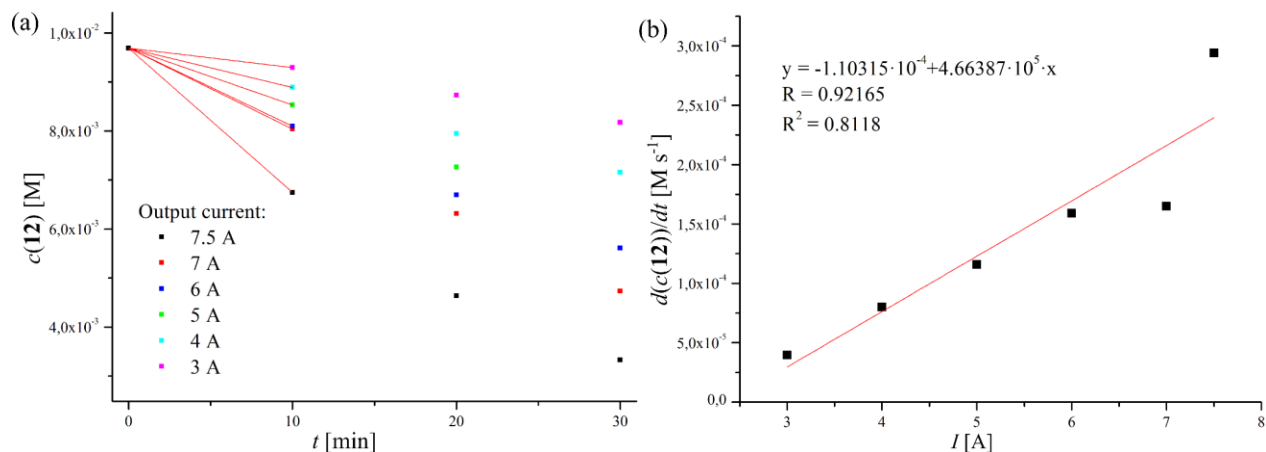 (a)
1,0x10⁻²
8,0x10⁻³
6,0x10⁻³
4,0x10⁻³
c(12) [M]
Output current:
7.5 A
7 A
6 A
5 A
4 A
3 A
0 10 20 30
t [min]
(b)
3,0x10⁻⁴
2,5x10⁻⁴
2,0x10⁻⁴
1,5x10⁻⁴
1,0x10⁻⁴
5,0x10⁻⁵
0,0
d(c(12))/dt [M s⁻¹]
y = -1.10315·10⁻⁴+4.66387·10⁵·x
R = 0.92165
R² = 0.8118
3 4 5 6 7 8
I [A]